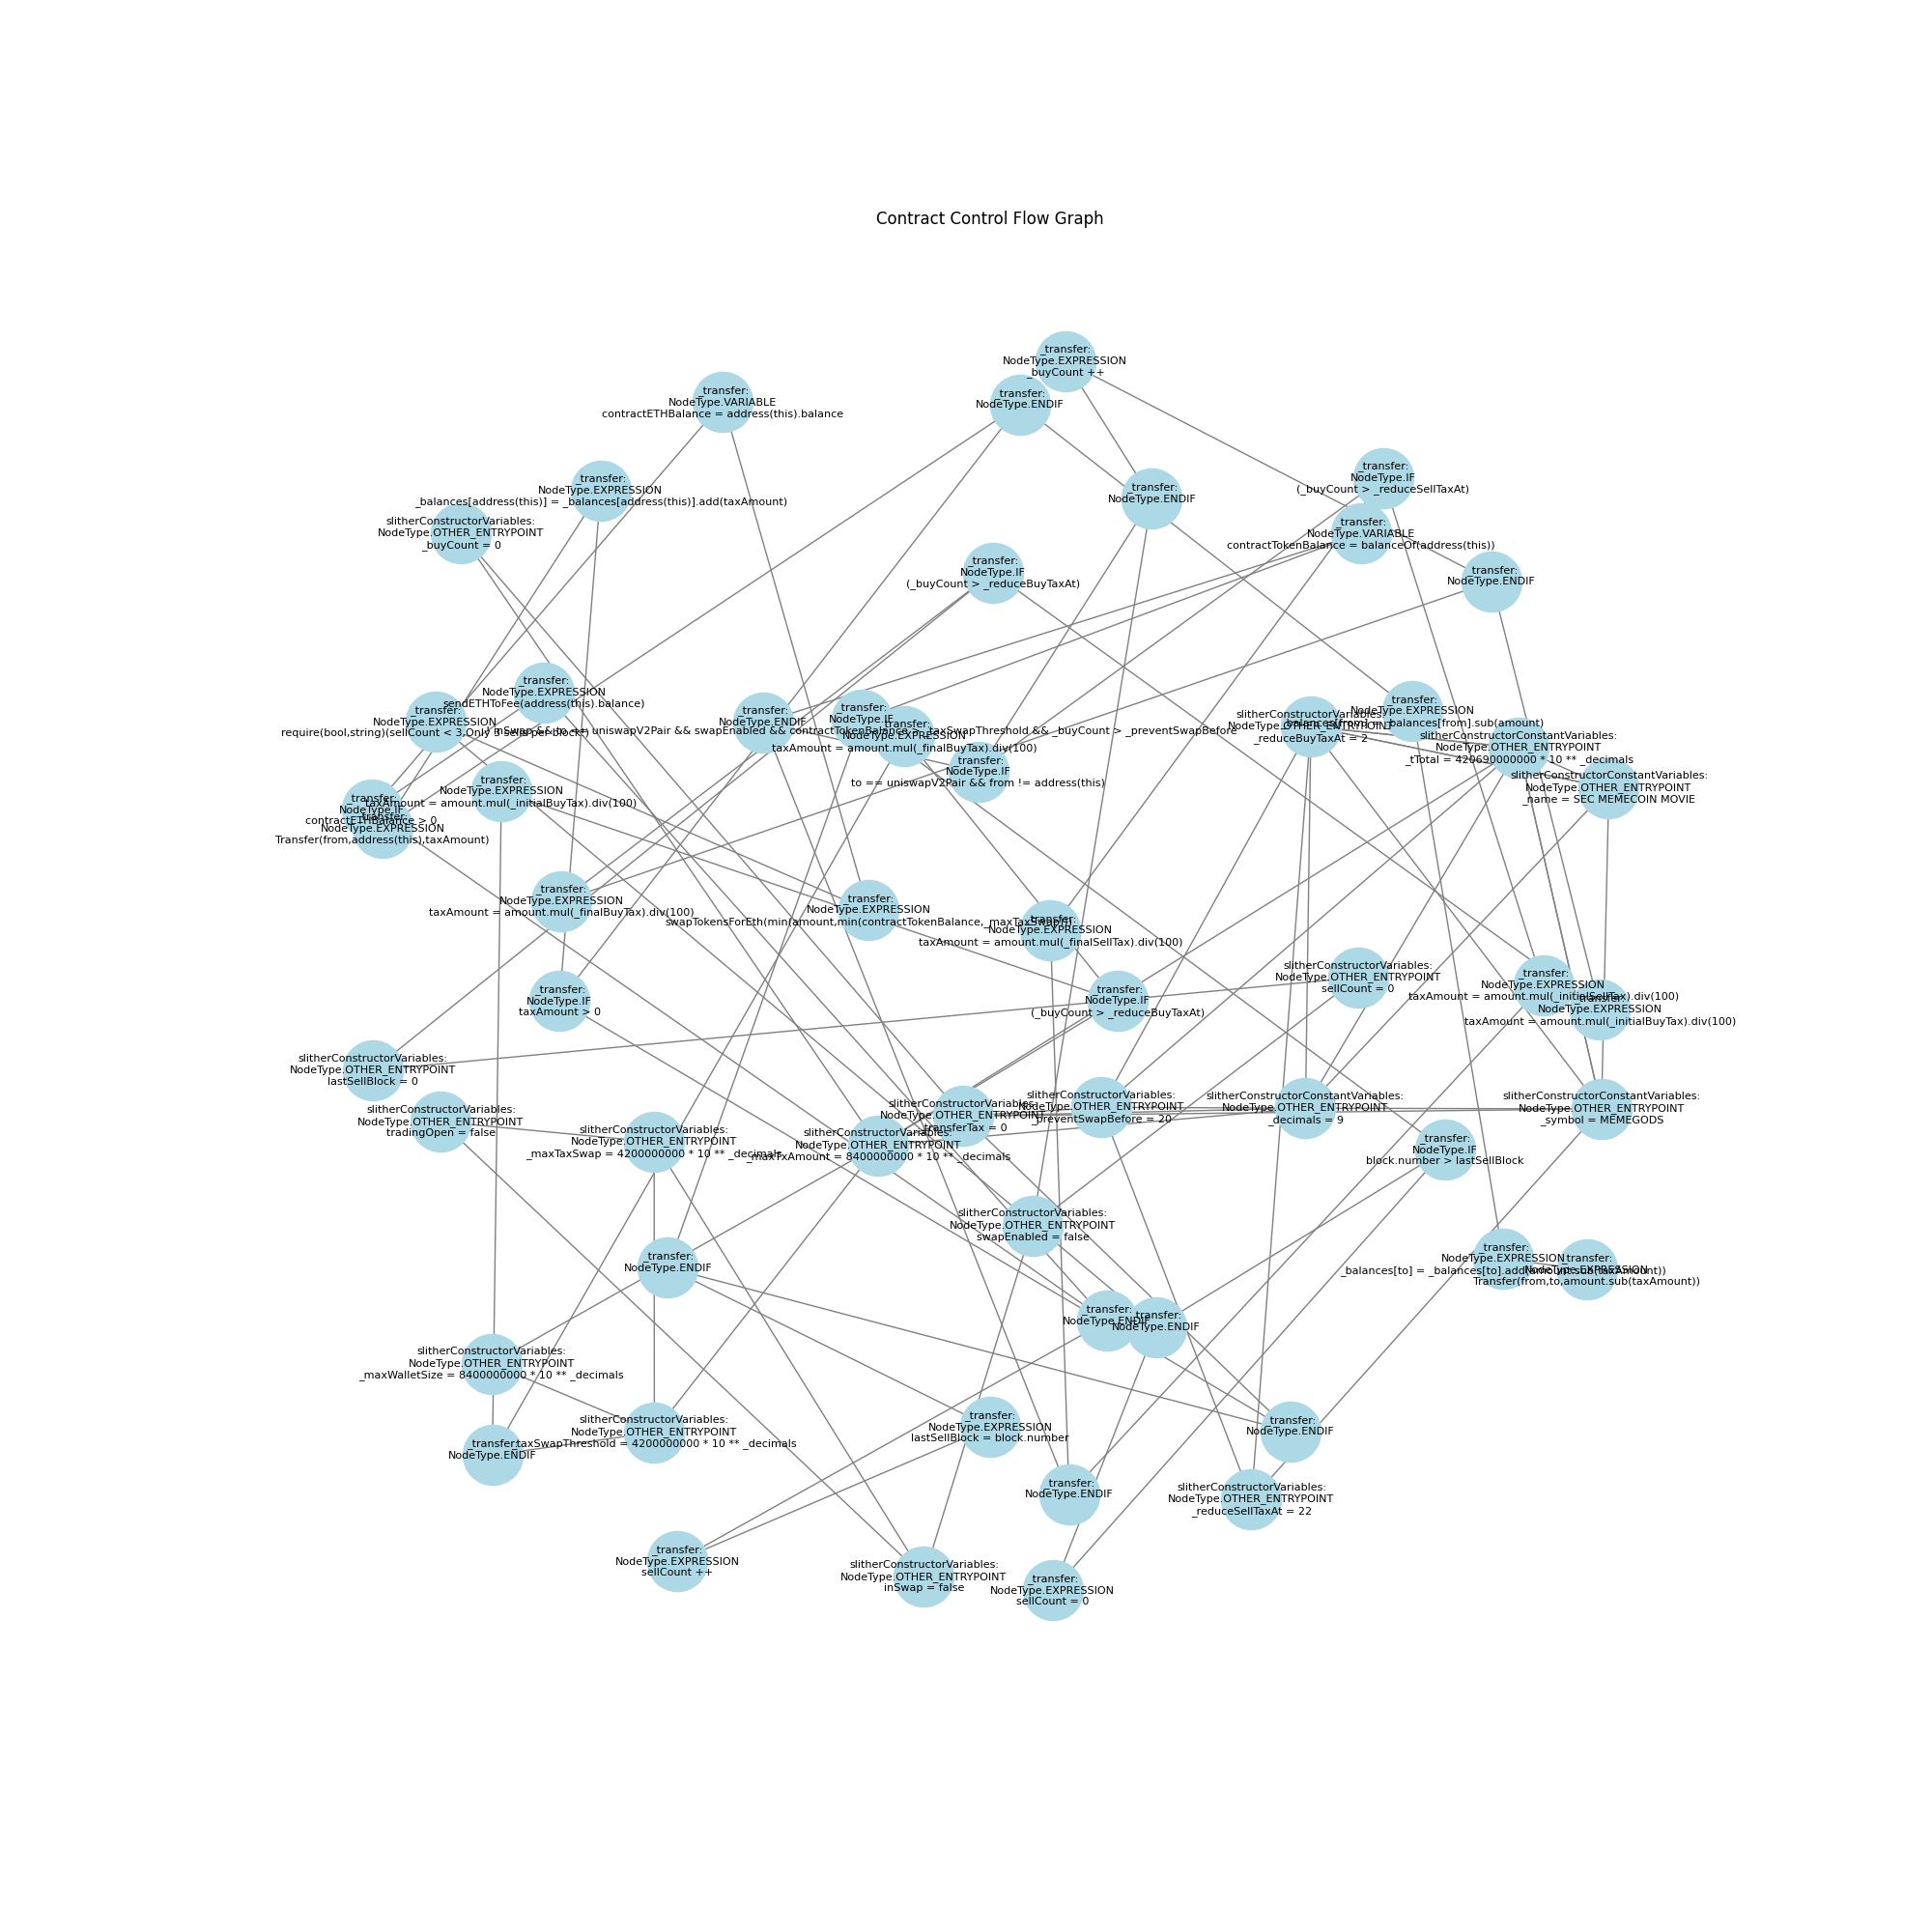 Contract Control Flow Graph
_transfer:
NodeType.EXPRESSION
_buyCount ++
_transfer:
NodeType.VARIABLE
contractETHBalance = address(this).balance
_transfer:
NodeType.ENDIF
_transfer:
NodeType.IF
(_buyCount > _reduceSellTaxAt)
_transfer:
NodeType.EXPRESSION
_balances[address(this)] = _balances[address(this)].add(taxAmount)
_transfer:
NodeType.ENDIF
slitherConstructorVariables:
NodeType.OTHER_ENTRYPOINT
_buyCount = 0
_transfer:
NodeType.VARIABLE
contractTokenBalance = balanceOf(address(this))
_transfer:
NodeType.IF
(_buyCount > _reduceBuyTaxAt)
_transfer:
NodeType.ENDIF
_transfer:
NodeType.EXPRESSION
sendETHToFee(address(this).balance)
_transfer:
NodeType.EXPRESSION
require(bool,string)(sellCount < 3,Only 3 sells per block!)
_transfer:
NodeType.ENDIF
_transfer:
NodeType.IF
uniswapV2Pair && swapEnabled && contractTokenBalance > _taxSwapThreshold && _buyCount > _preventSwapBefore
_transfer:
NodeType.EXPRESSION
taxAmount = amount.mul(_finalBuyTax).div(100)
_transfer:
NodeType.IF
to == uniswapV2Pair && from != address(this)
slitherConstructorVariables:
NodeType.OTHER_ENTRYPOINT
_reduceBuyTaxAt = 2
_transfer:
NodeType.EXPRESSION
_balances[from] = _balances[from].sub(amount)
slitherConstructorConstantVariables:
NodeType.OTHER_ENTRYPOINT
_tTotal = 420690000000 * 10 ** _decimals
slitherConstructorConstantVariables:
NodeType.OTHER_ENTRYPOINT
_name = SEC MEMECOIN MOVIE
_transfer:
NodeType.EXPRESSION
taxAmount = amount.mul(_initialBuyTax).div(100)
_transfer:
NodeType.IF
contractETHBalance > 0
_transfer:
NodeType.EXPRESSION
Transfer(from,address(this),taxAmount)
_transfer:
NodeType.EXPRESSION
taxAmount = amount.mul(_finalBuyTax).div(100)
_transfer:
NodeType.EXPRESSION
swapTokensForEth(min(amount,min(contractTokenBalance,_maxTaxSwap)))
_transfer:
NodeType.EXPRESSION
taxAmount = amount.mul(_finalSellTax).div(100)
slitherConstructorVariables:
NodeType.OTHER_ENTRYPOINT
sellCount = 0
_transfer:
NodeType.EXPRESSION
taxAmount = amount.mul(_initialSellTax).div(100)
_transfer:
NodeType.EXPRESSION
taxAmount = amount.mul(_initialBuyTax).div(100)
_transfer:
NodeType.IF
taxAmount > 0
_transfer:
NodeType.IF
(_buyCount > _reduceBuyTaxAt)
slitherConstructorVariables:
NodeType.OTHER_ENTRYPOINT
lastSellBlock = 0
slitherConstructorVariables:
NodeType.OTHER_ENTRYPOINT
tradingOpen = false
slitherConstructorVariables:
NodeType.OTHER_ENTRYPOINT
_maxTaxSwap = 4200000000 * 10 ** _decimals
slitherConstructorVariables:
NodeType.OTHER_ENTRYPOINT
_maxTxAmount = 8400000000 * 10 ** _decimals
slitherConstructorVariables:
NodeType.OTHER_ENTRYPOINT
_transferTax = 0
slitherConstructorVariables:
NodeType.OTHER_ENTRYPOINT
_preventSwapBefore = 20
slitherConstructorConstantVariables:
NodeType.OTHER_ENTRYPOINT
_decimals = 9
slitherConstructorConstantVariables:
NodeType.OTHER_ENTRYPOINT
_symbol = MEMEGODS
_transfer:
NodeType.IF
block.number > lastSellBlock
slitherConstructorVariables:
NodeType.OTHER_ENTRYPOINT
swapEnabled = false
_transfer:
NodeType.ENDIF
_transfer:
NodeType.EXPRESSION
_balances[to] = _balances[to].add(amount.sub(taxAmount))
_transfer:
NodeType.EXPRESSION
Transfer(from,to,amount.sub(taxAmount))
_transfer:
NodeType.ENDIF
_transfer:
NodeType.ENDIF
slitherConstructorVariables:
NodeType.OTHER_ENTRYPOINT
_maxWalletSize = 8400000000 * 10 ** _decimals
slitherConstructorVariables:
NodeType.OTHER_ENTRYPOINT
_taxSwapThreshold = 4200000000 * 10 ** _decimals
_transfer:
NodeType.ENDIF
_transfer:
NodeType.EXPRESSION
lastSellBlock = block.number
_transfer:
NodeType.ENDIF
_transfer:
NodeType.ENDIF
slitherConstructorVariables:
NodeType.OTHER_ENTRYPOINT
_reduceSellTaxAt = 22
_transfer:
NodeType.EXPRESSION
sellCount ++
slitherConstructorVariables:
NodeType.OTHER_ENTRYPOINT
inSwap = false
_transfer:
NodeType.EXPRESSION
sellCount = 0